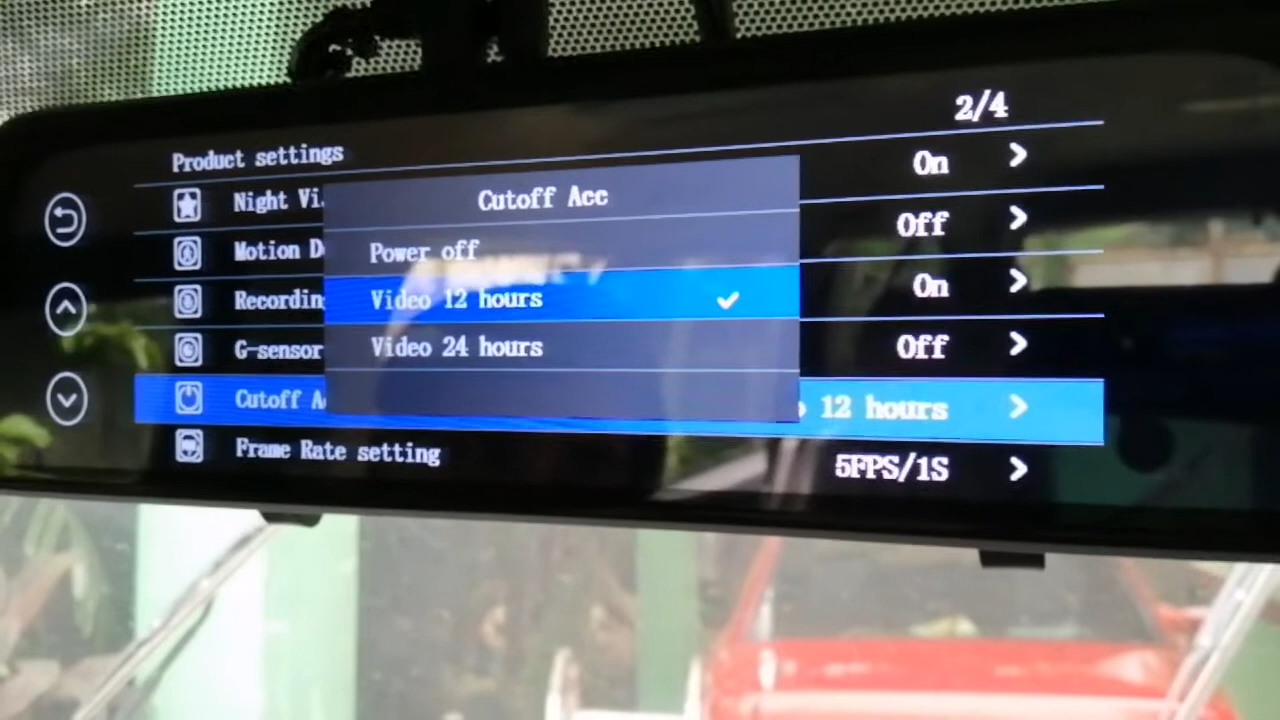 2/4
Product settings
Night Vi.
On
Cutoff Acc
Motion D
Off
Power off
Recordin
On
Video 12 hours
G-sensor
Off
Video 24 hours
Cutoff A
12 hours
Frame Rate setting
5FPS/1S